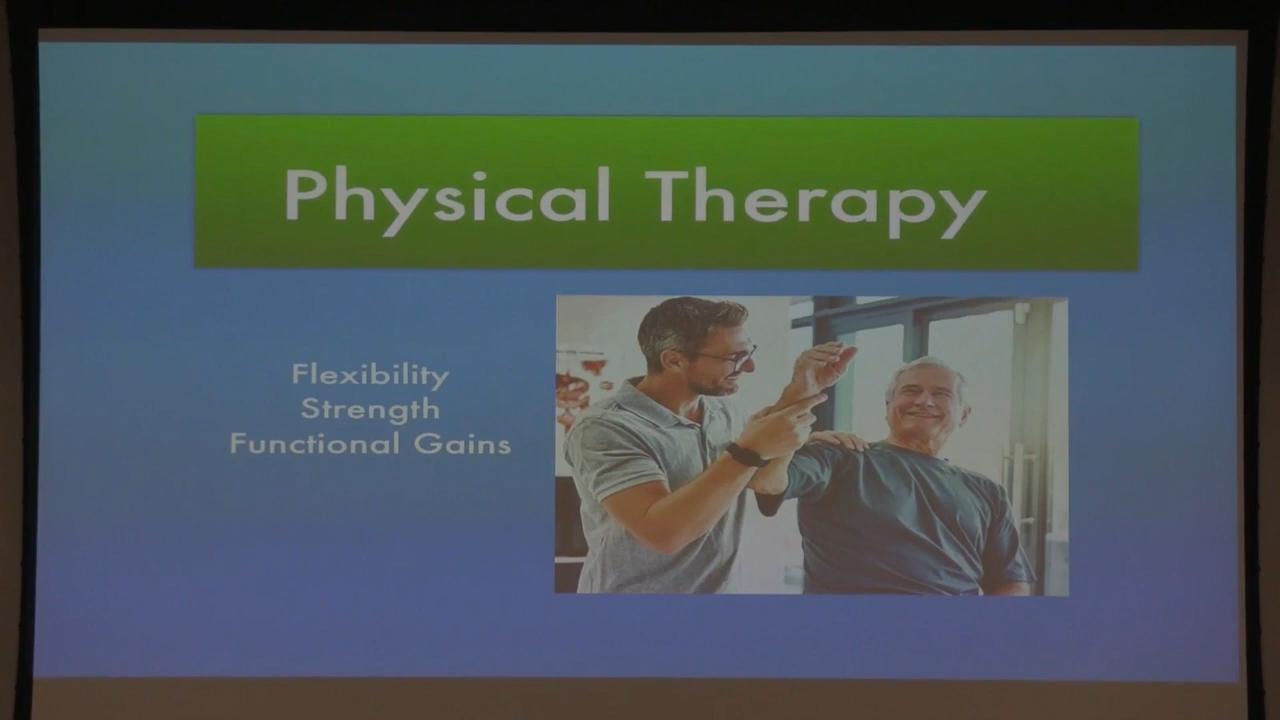 Physical Therapy
Flexibility
Strength
Functional Gains